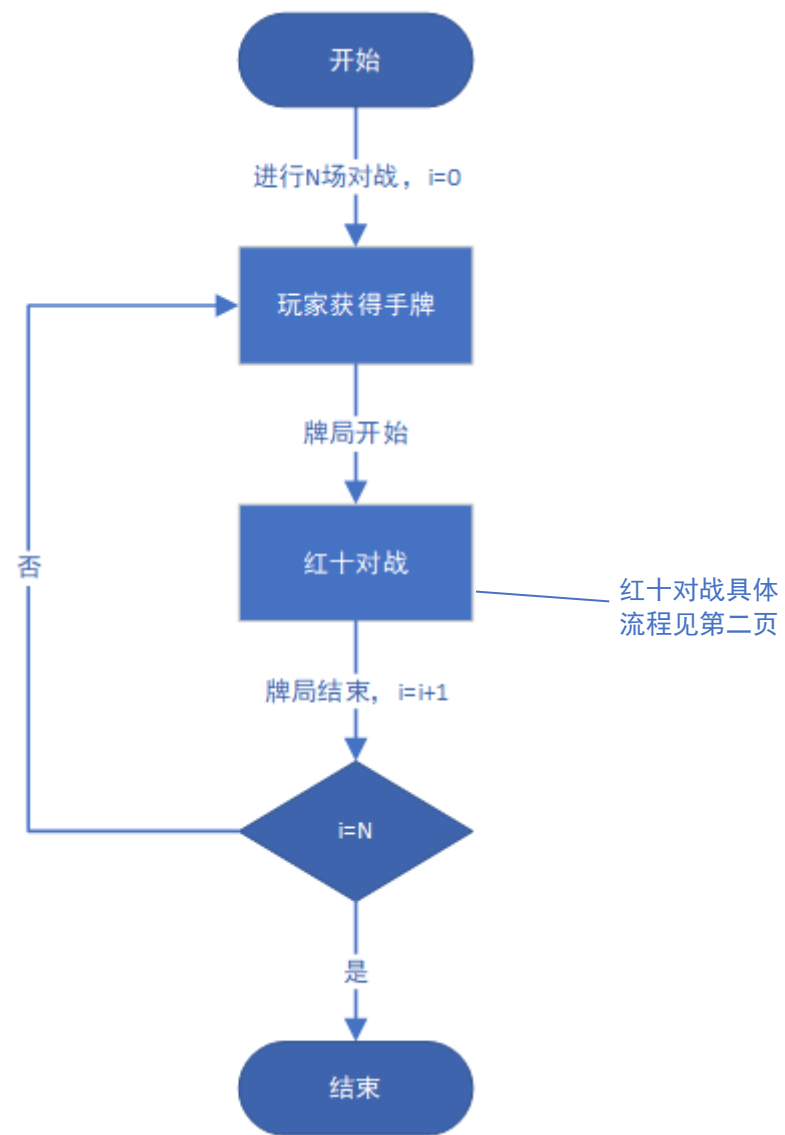 开始
进行N场对战，i=0
玩家获得手牌
牌局开始
红十对战
否
红十对战具体
流程见第二页
牌局结束，i=i+1
i=N
是
结束